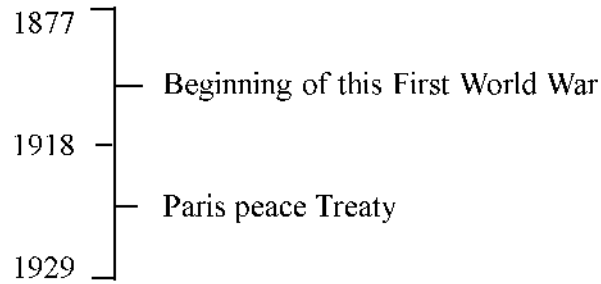 1877
Beginning of this First World War
1918
Paris peace Treaty
1929